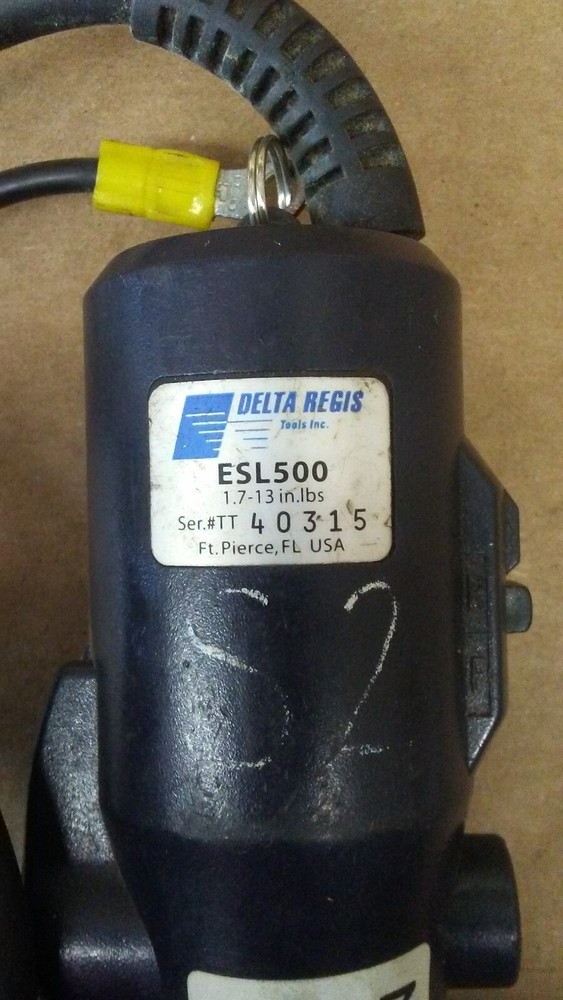 DELTA REGIS
Tools Inc.
ESL500
1.7-13 in.lbs
Ser.#TT 40315
Ft.Pierce,FL USA
S2